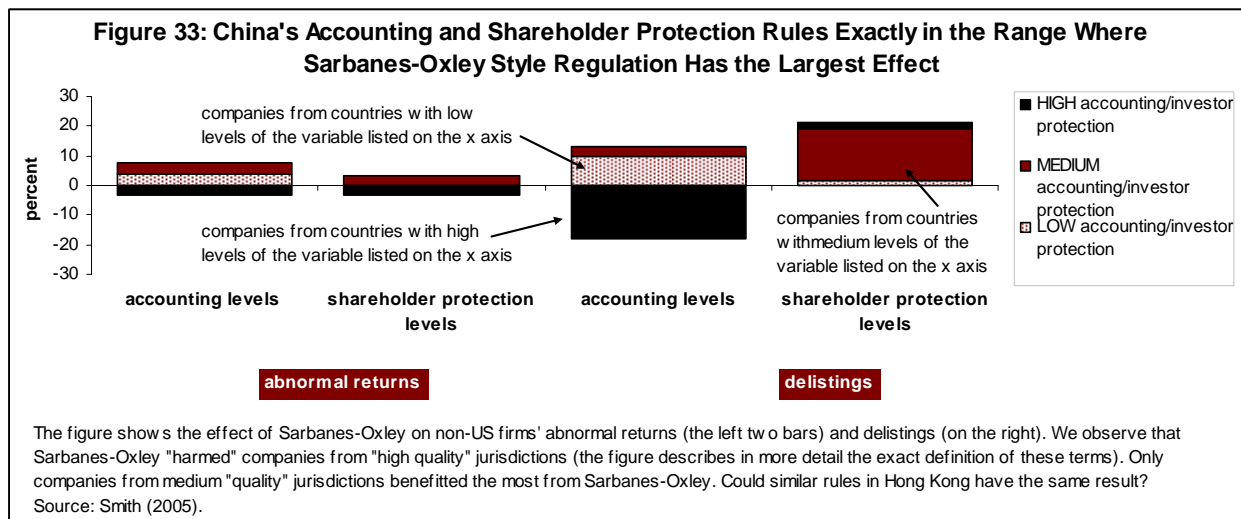 Figure 33: China's Accounting and Shareholder Protection Rules Exactly in the Range Where
Sarbanes-Oxley Style Regulation Has the Largest Effect
30
20
10
0
-10
-20
-30
percent
companies from countries with low
levels of the variable listed on the x axis
companies from countries with high
levels of the variable listed on the x axis
companies from countries
withmedium levels of the
variable listed on the x axis
HIGH accounting/investor
protection
MEDIUM
accounting/investor
protection
LOW accounting/investor
protection
accounting levels
shareholder protection
levels
accounting levels
shareholder protection
levels
abnormal returns
delistings
The figure shows the effect of Sarbanes-Oxley on non-US firms' abnormal returns (the left two bars) and delistings (on the right). We observe that
Sarbanes-Oxley "harmed" companies from "high quality" jurisdictions (the figure describes in more detail the exact definition of these terms). Only
companies from medium "quality" jurisdictions benefitted the most from Sarbanes-Oxley. Could similar rules in Hong Kong have the same result?
Source: Smith (2005).